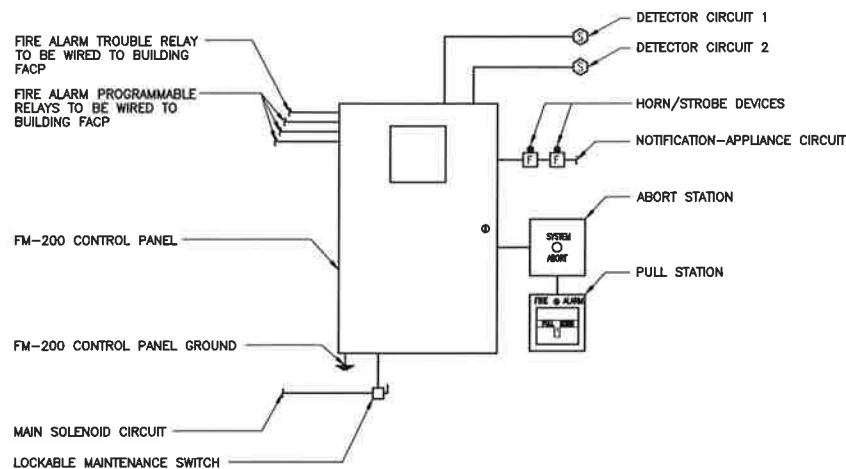 DETECTOR CIRCUIT 1
FIRE ALARM TROUBLE RELAY
TO BE WIRED TO BUILDING
FACP
DETECTOR CIRCUIT 2
S
S
FIRE ALARM PROGRAMMABLE
RELAYS TO BE WIRED TO
BUILDING FACP
HORN/STROBE DEVICES
NOTIFICATION-APPLIANCE CIRCUIT
F
F
ABORT STATION
SYSTEM
ABORT
FM-200 CONTROL PANEL
PULL STATION
FIRE ALARM
PULL DOWN
FM-200 CONTROL PANEL GROUND
MAIN SOLENOID CIRCUIT
LOCKABLE MAINTENANCE SWITCH